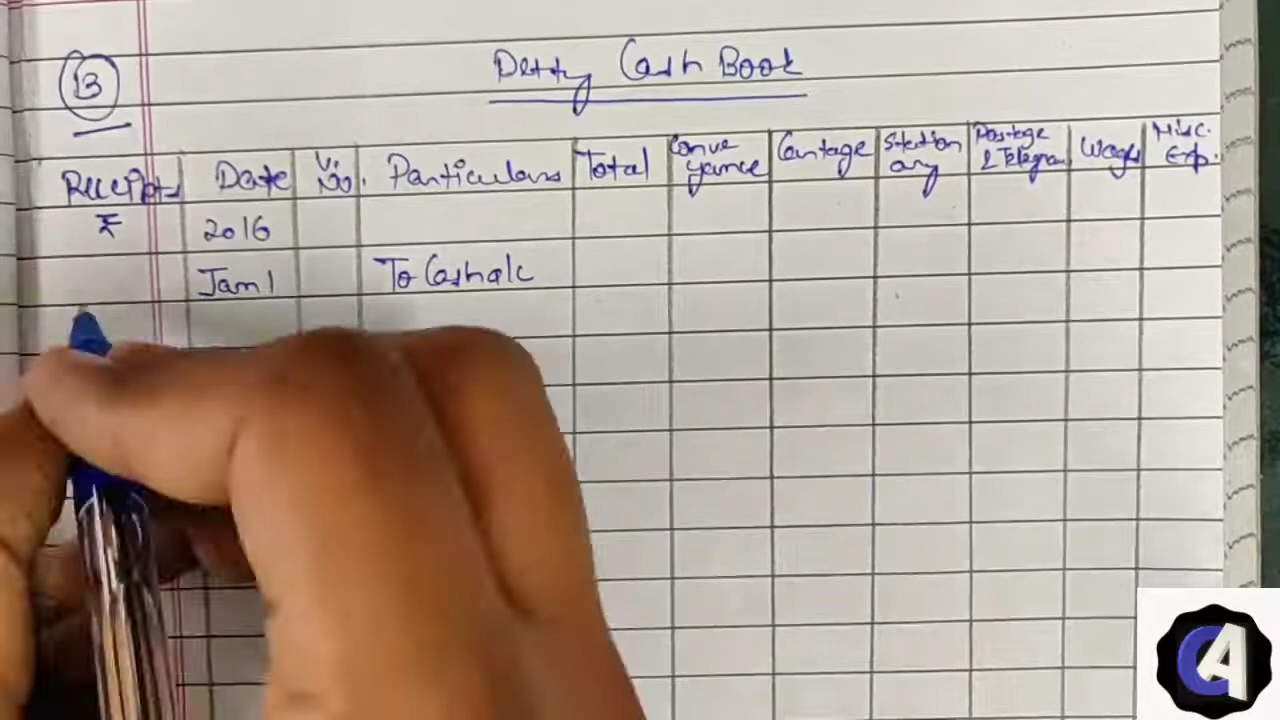 B
Petty Cash Book
Receipts Date V. No. Particulars Total Conveyance Cartage Stationary Postage & Telegram Wages Misc. Exp.
₹ 2016
Jan 1 To Cash a/c
CA